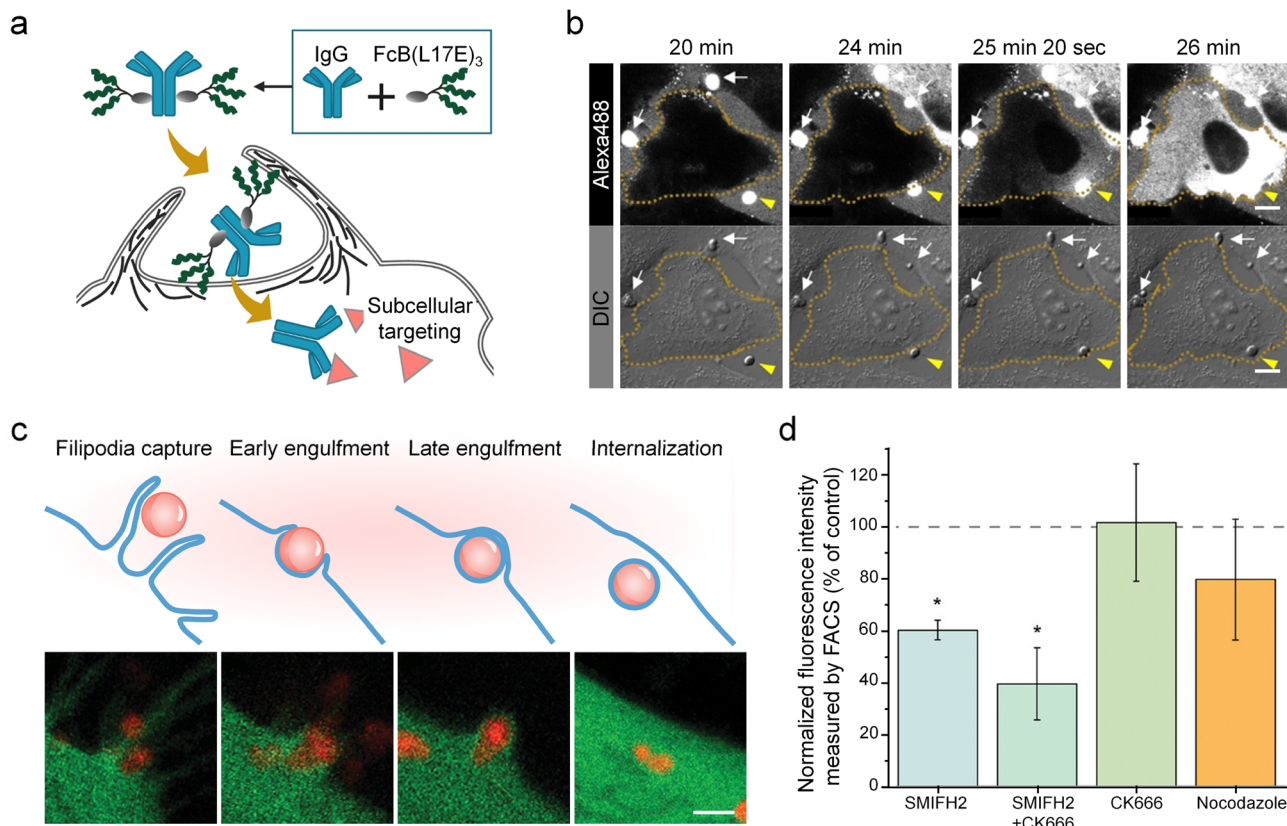 a
IgG
FcB(L17E)3
+
Subcellular
targeting
b
20 min
24 min
25 min 20 sec
26 min
Alexa488
DIC
c
Filipodia capture
Early engulfment
Late engulfment
Internalization
d
Normalized fluorescence intensity
measured by FACS (% of control)
120
100
80
60
40
20
0
*
*
SMIFH2
SMIFH2
+CK666
CK666
Nocodazole